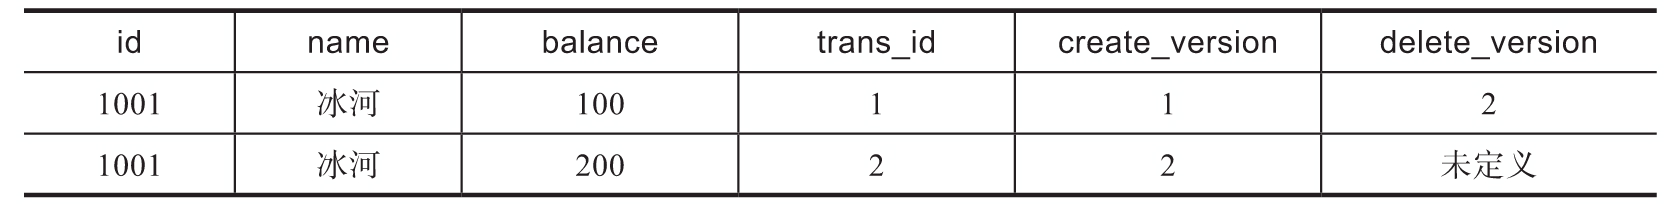 id name balance trans_id create_version delete_version
1001 冰河 100 1 1 2
1001 冰河 200 2 2 未定义